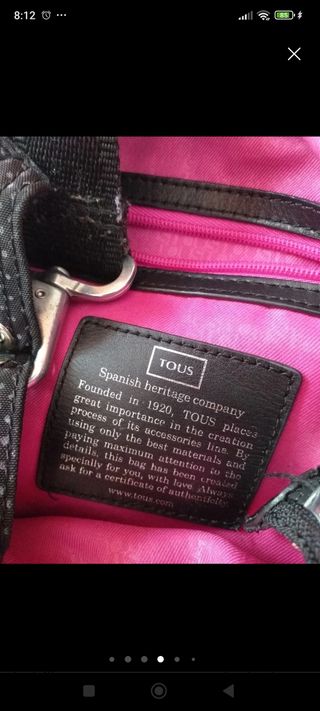 8:12
85
TOUS
Spanish heritage company
Founded in 1920, TOUS places
great importance in the creation
process of its accessories line. By
using only the best materials and
paying maximum attention to the
details, this bag has been created
specially for you, with love. Always
ask for a certificate of authenticity.
www.tous.com